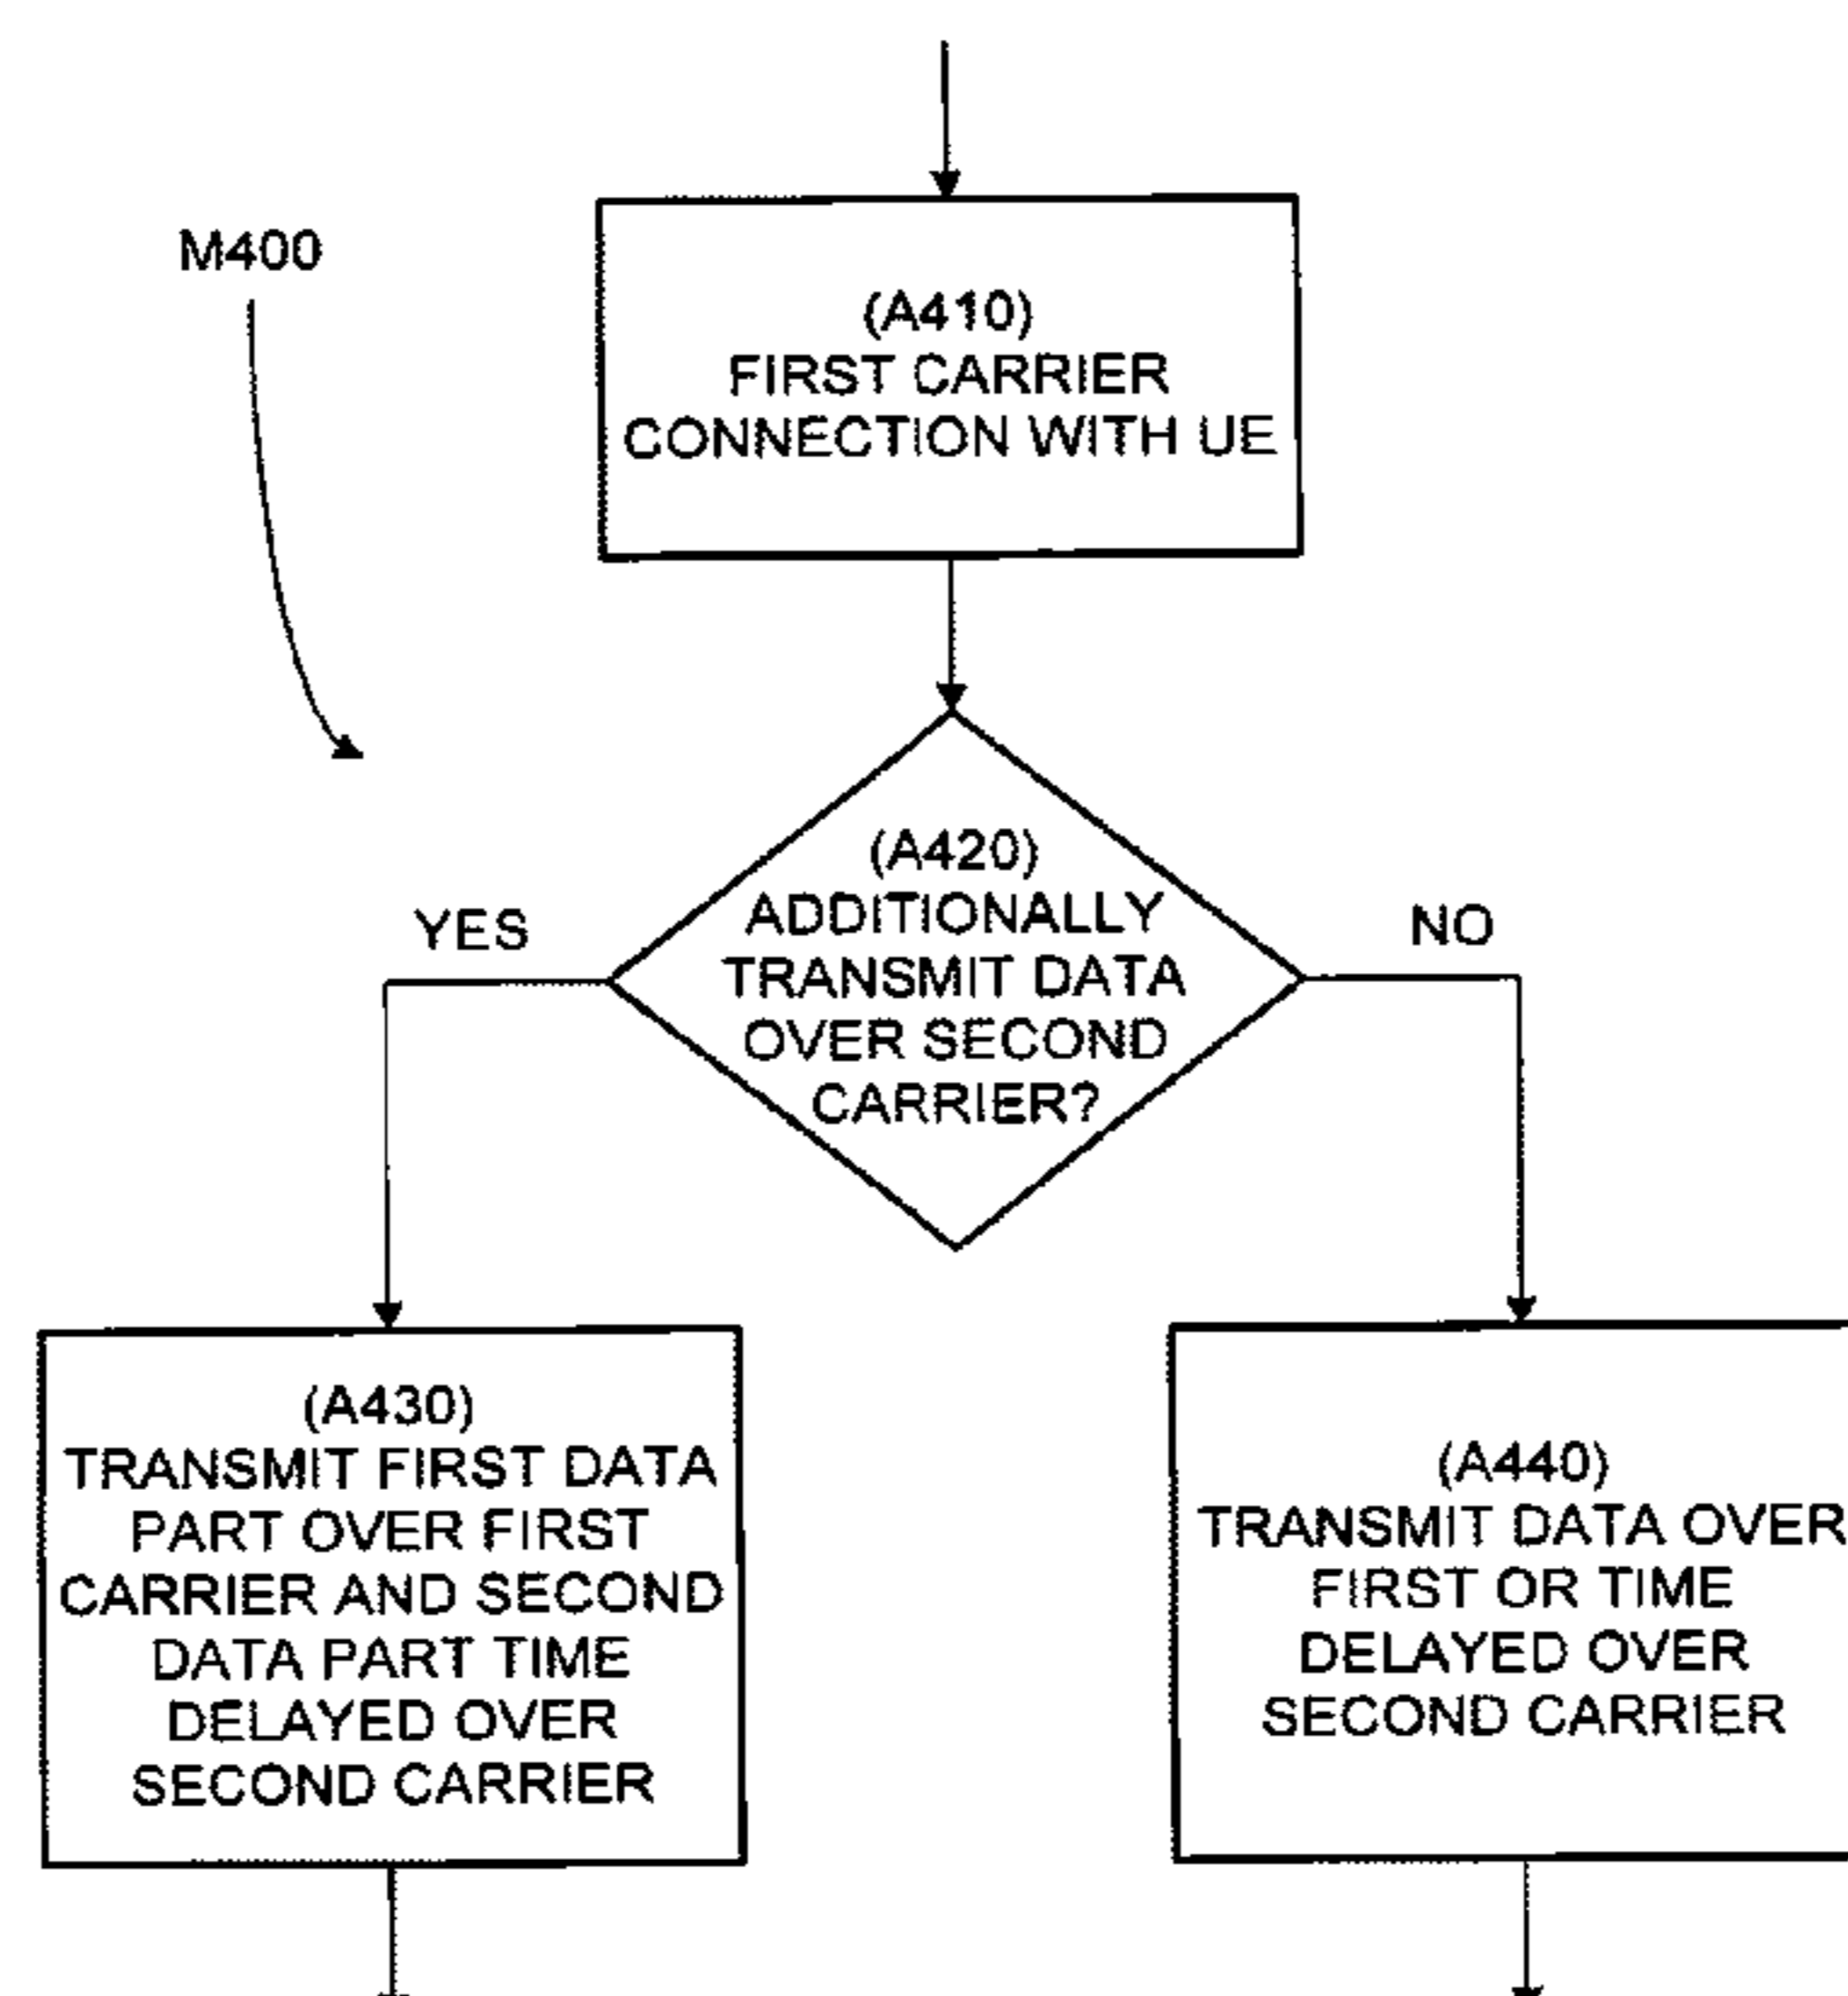 M400
(A410)
FIRST CARRIER
CONNECTION WITH UE
(A420)
ADDITIONALLY
TRANSMIT DATA
OVER SECOND
CARRIER?
YES
NO
(A430)
TRANSMIT FIRST DATA
PART OVER FIRST
CARRIER AND SECOND
DATA PART TIME
DELAYED OVER
SECOND CARRIER
(A440)
TRANSMIT DATA OVER
FIRST OR TIME
DELAYED OVER
SECOND CARRIER